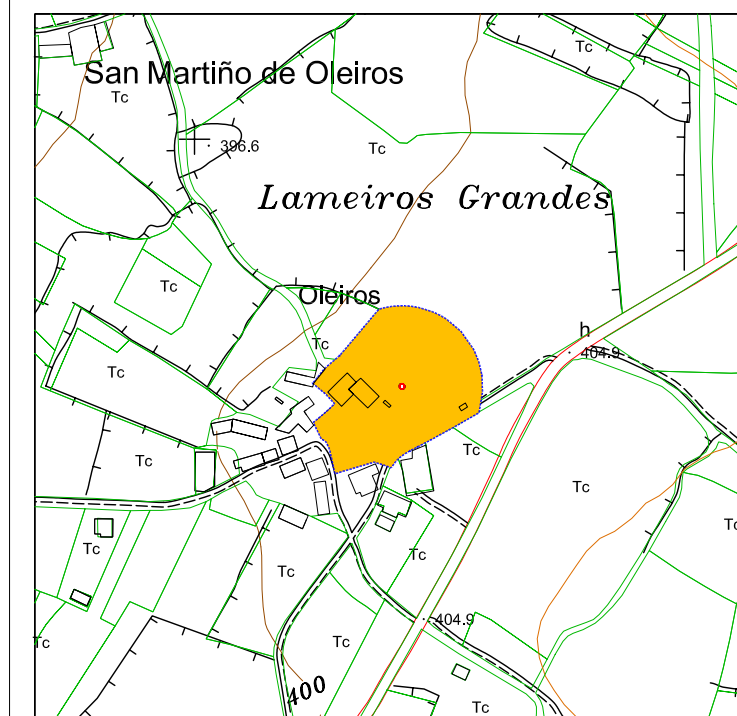 Tc
San Martiño de Oleiros
Tc
396.6
Tc
Lameiros Grandes
Tc
Oleiros
h
Tc
404.9
Tc
Tc
Tc
Tc
Tc
Tc
Tc
Tc
Tc
404.9
Tc
Tc
400
Tc